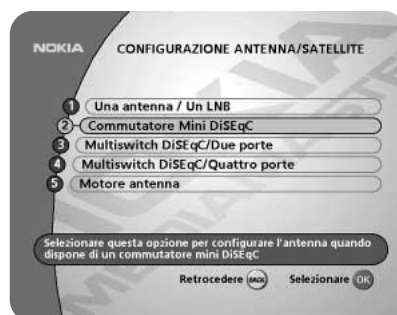 NOKIA
CONFIGURAZIONE ANTENNA/SATELLITE
1 Una antenna / Un LNB
2 Commutatore Mini DiSEqC
3 Multiswitch DiSEqC/Due porte
4 Multiswitch DiSEqC/Quattro porte
5 Motore antenna
Selezionare questa opzione per configurare l'antenna quando
dispone di un commutatore mini DiSEqC
Retrocedere BACK Selezionare OK